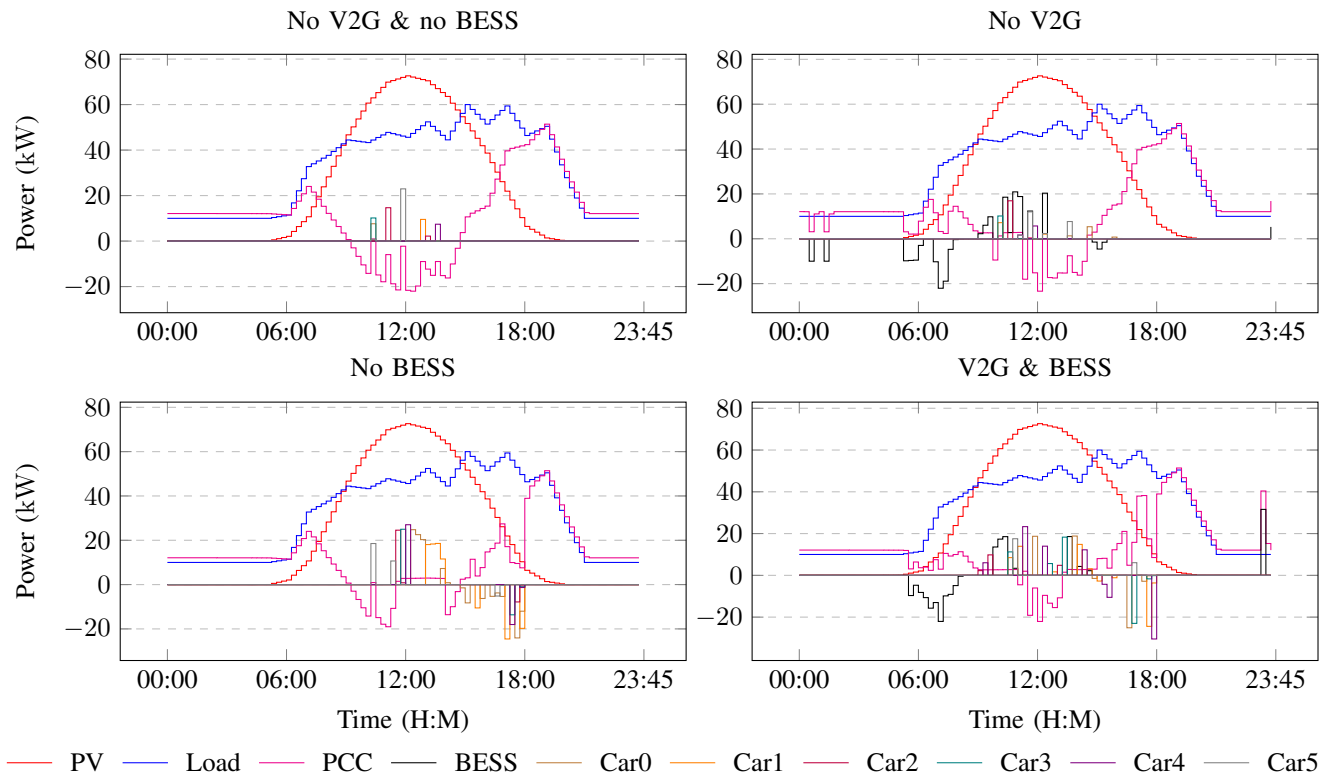 No V2G & no BESS
No V2G
Power (kW)
80
60
40
20
0
−20
00:00 06:00 12:00 18:00 23:45
80
60
40
20
0
−20
00:00 06:00 12:00 18:00 23:45
No BESS
V2G & BESS
Power (kW)
80
60
40
20
0
−20
00:00 06:00 12:00 18:00 23:45
Time (H:M)
80
60
40
20
0
−20
00:00 06:00 12:00 18:00 23:45
Time (H:M)
PV Load PCC BESS Car0 Car1 Car2 Car3 Car4 Car5